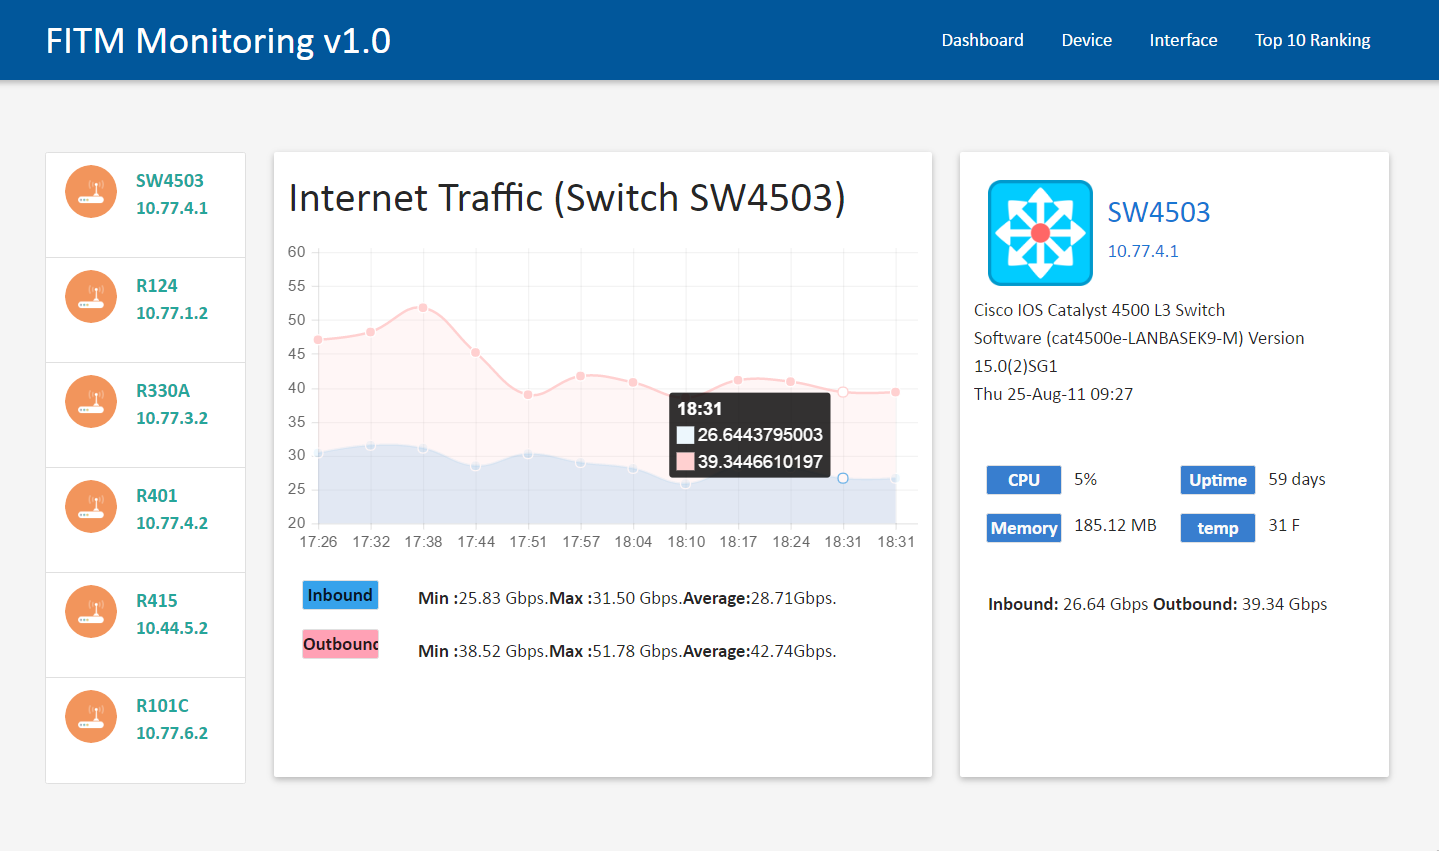 FITM Monitoring v1.0
Dashboard Device Interface Top 10 Ranking
SW4503
10.77.4.1
R124
10.77.1.2
R330A
10.77.3.2
R401
10.77.4.2
R415
10.44.5.2
R101C
10.77.6.2
Internet Traffic (Switch SW4503)
60
55
50
45
40
35
30
25
20
18:31
26.6443795003
39.3446610197
17:26 17:32 17:38 17:44 17:51 17:57 18:04 18:10 18:17 18:24 18:31 18:31
Inbound Min :25.83 Gbps.Max :31.50 Gbps.Average:28.71Gbps.
Outbound Min :38.52 Gbps.Max :51.78 Gbps.Average:42.74Gbps.
SW4503
10.77.4.1
Cisco IOS Catalyst 4500 L3 Switch
Software (cat4500e-LANBASEK9-M) Version
15.0(2)SG1
Thu 25-Aug-11 09:27
CPU 5% Uptime 59 days
Memory 185.12 MB temp 31 F
Inbound: 26.64 Gbps Outbound: 39.34 Gbps